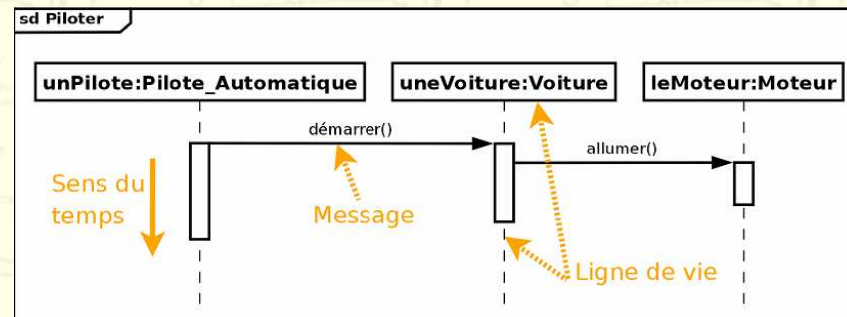 sd Piloter
unPilote:Pilote_Automatique
uneVoiture:Voiture
leMoteur:Moteur
démarrer()
allumer()
Sens du
temps
Message
Ligne de vie